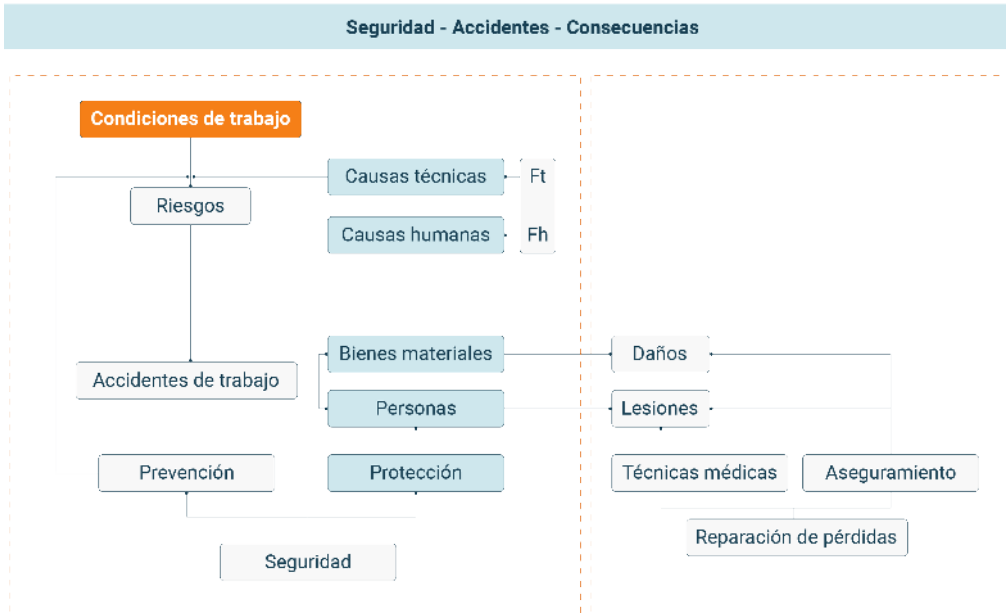 Seguridad - Accidentes - Consecuencias
Condiciones de trabajo
Causas técnicas
Ft
Riesgos
Causas humanas
Fh
Bienes materiales
Daños
Accidentes de trabajo
Personas
Lesiones
Prevención
Protección
Técnicas médicas
Aseguramiento
Reparación de pérdidas
Seguridad